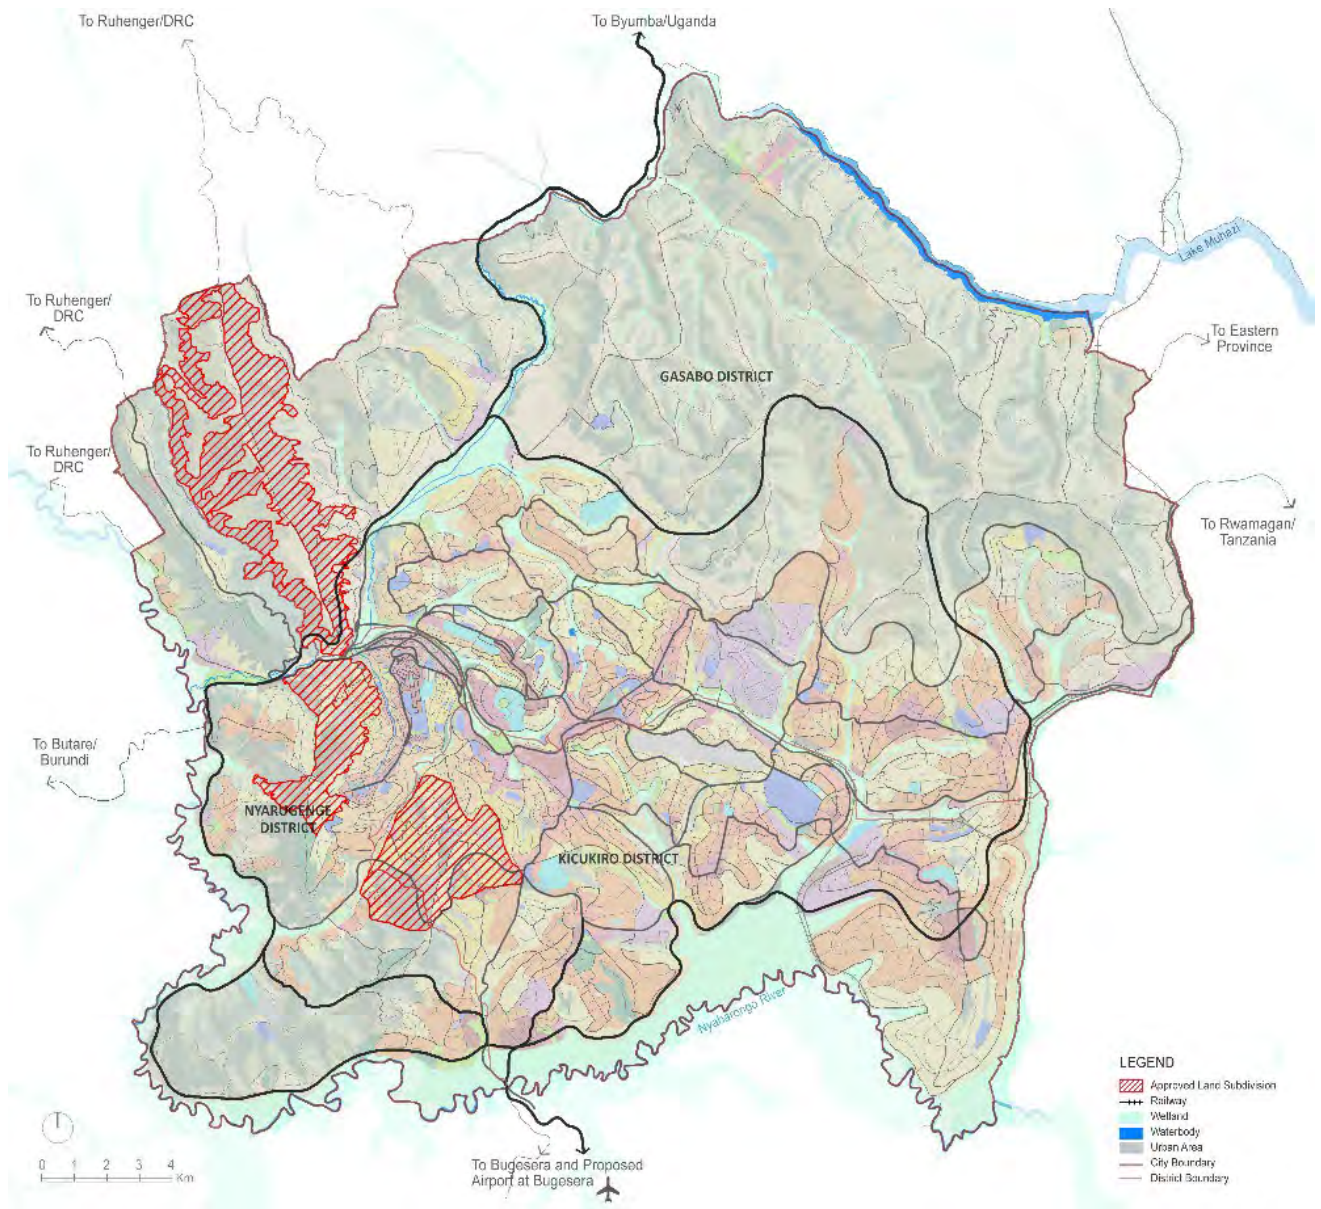 To Ruhenger/DRC
To Byumba/Uganda
Lake Muhazi
To Ruhenger/
DRC
To Eastern
Province
GASABO DISTRICT
To Ruhenger/
DRC
To Rwamagan/
Tanzania
To Butare/
Burundi
NYARUGENGE
DISTRICT
KICUKIRO DISTRICT
Nyabarongo River
LEGEND
Approved Land Subdivision
Railway
Wetland
Waterbody
Urban Area
City Boundary
District Boundary
0 1 2 3 4
Km
To Bugesera and Proposed
Airport at Bugesera